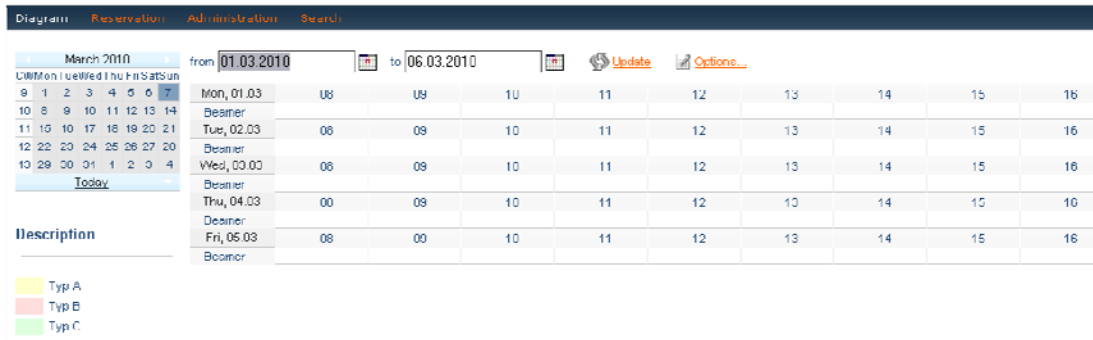 Diagram Reservation Administration Search
March 2010
CW Mon Tue Wed Thu Fri Sat Sun
9 1 2 3 4 5 6 7
10 8 9 10 11 12 13 14
11 15 16 17 18 19 20 21
12 22 23 24 25 26 27 28
13 29 30 31 1 2 3 4
Today
Description
Typ A
Typ B
Typ C
from 01.03.2010 to 06.03.2010 Update Options...
Mon, 01.03 08 09 10 11 12 13 14 15 16
Beamer
Tue, 02.03 08 09 10 11 12 13 14 15 16
Beamer
Wed, 03.03 08 09 10 11 12 13 14 15 16
Beamer
Thu, 04.03 08 09 10 11 12 13 14 15 16
Beamer
Fri, 05.03 08 09 10 11 12 13 14 15 16
Beamer